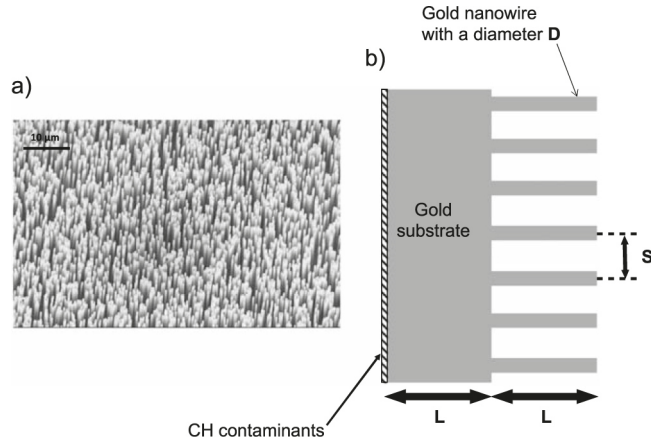 a)
10 µm
b)
Gold nanowire
with a diameter D
Gold
substrate
S
L
L
CH contaminants